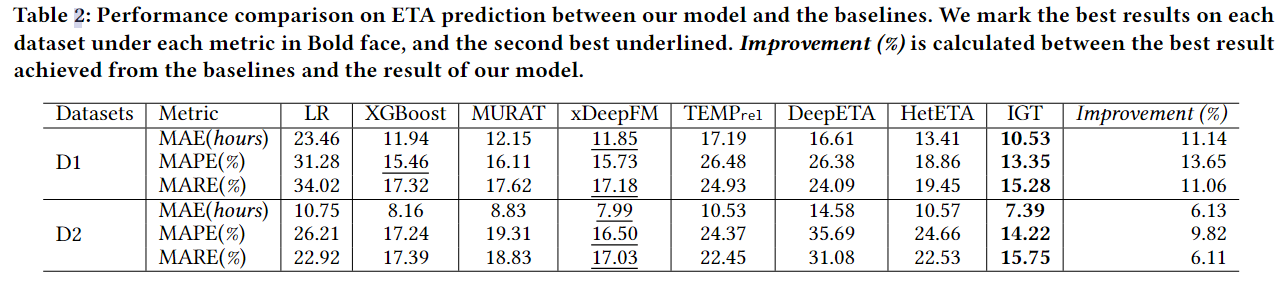 Table 2: Performance comparison on ETA prediction between our model and the baselines. We mark the best results on each
dataset under each metric in Bold face, and the second best underlined. Improvement (%) is calculated between the best result
achieved from the baselines and the result of our model.
Datasets Metric LR XGBoost MURAT xDeepFM TEMPrel DeepETA HetETA IGT Improvement (%)
MAE(hours) 23.46 11.94 12.15 11.85 17.19 16.61 13.41 10.53 11.14
D1 MAPE(%) 31.28 15.46 16.11 15.73 26.48 26.38 18.86 13.35 13.65
MARE(%) 34.02 17.32 17.62 17.18 24.93 24.09 19.45 15.28 11.06
MAE(hours) 10.75 8.16 8.83 7.99 10.53 14.58 10.57 7.39 6.13
D2 MAPE(%) 26.21 17.24 19.31 16.50 24.37 35.69 24.66 14.22 9.82
MARE(%) 22.92 17.39 18.83 17.03 22.45 31.08 22.53 15.75 6.11